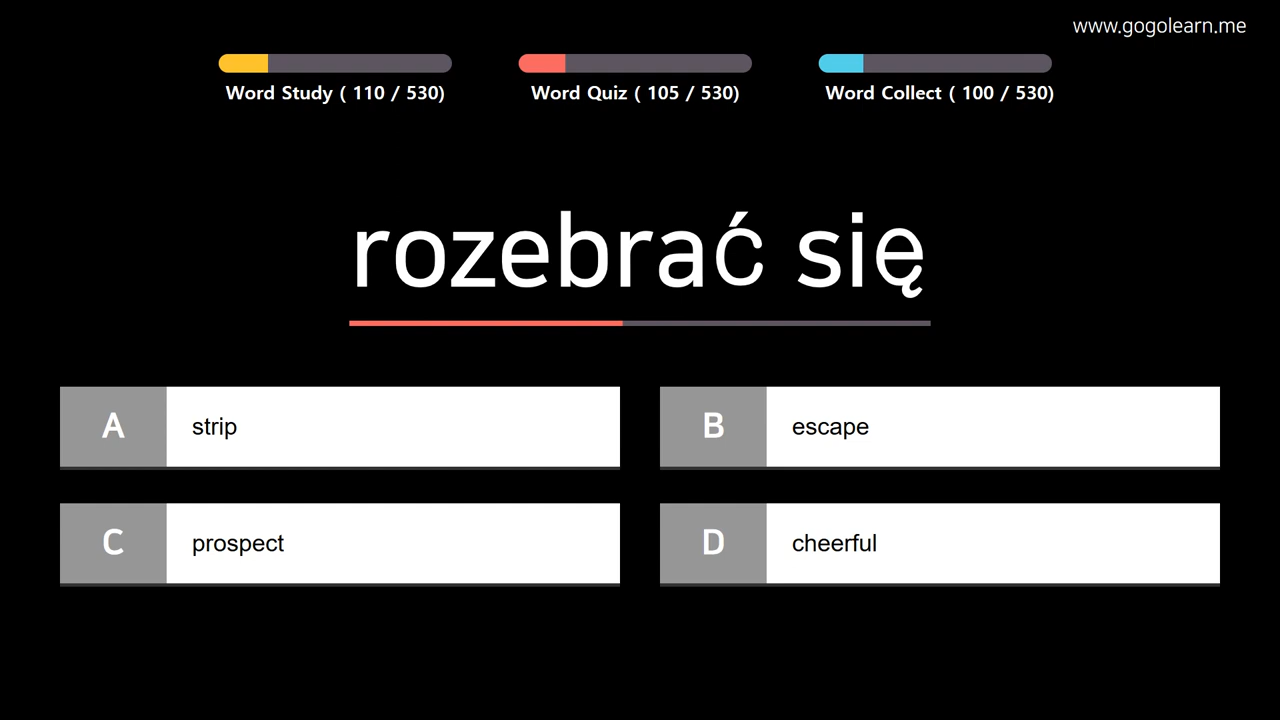 www.gogolearn.me
Word Study ( 110 / 530)
Word Quiz ( 105 / 530)
Word Collect ( 100 / 530)
rozebrać się
A strip
B escape
C prospect
D cheerful